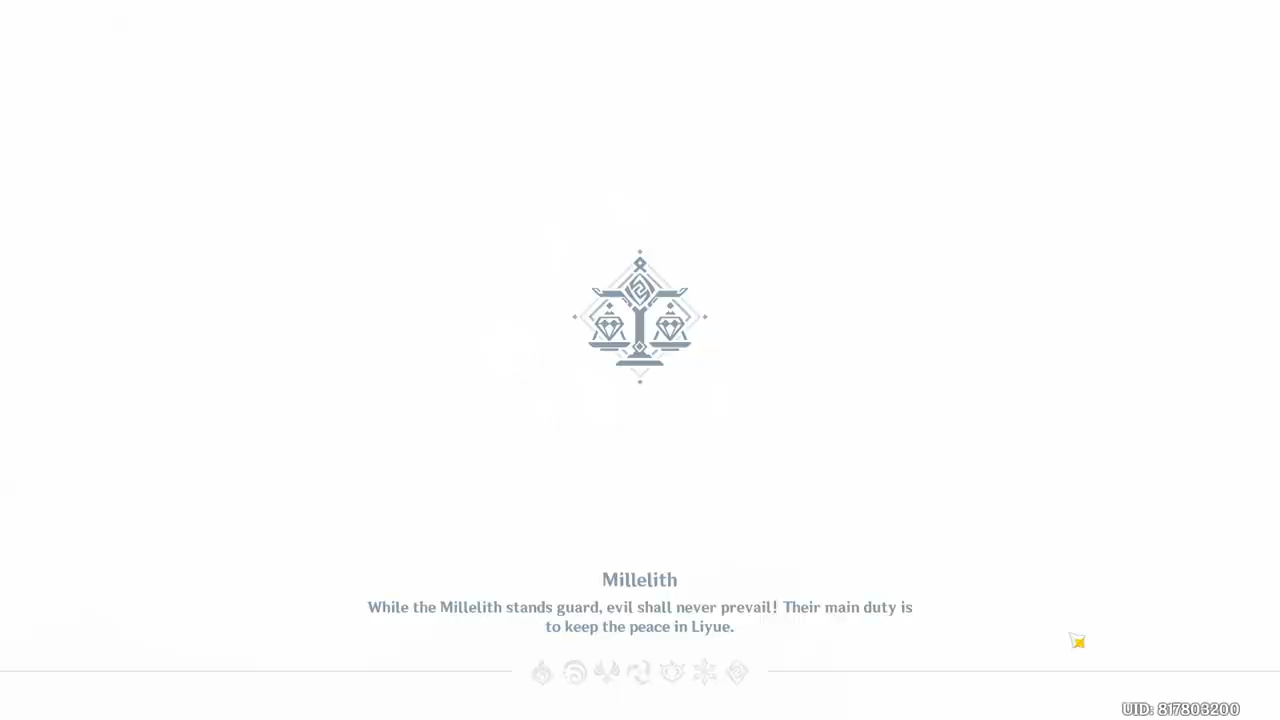 Millelith
While the Millelith stands guard, evil shall never prevail! Their main duty is
to keep the peace in Liyue.
UID: 817803200